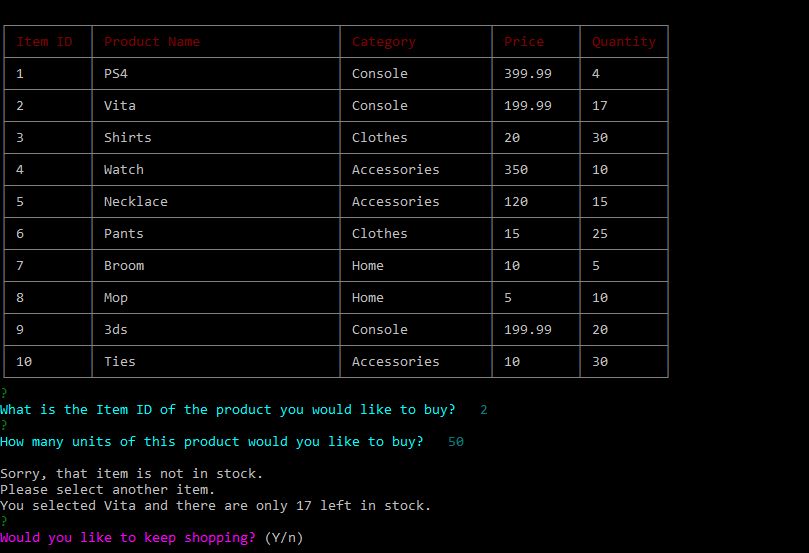 Item ID Product Name Category Price Quantity
1 PS4 Console 399.99 4
2 Vita Console 199.99 17
3 Shirts Clothes 20 30
4 Watch Accessories 350 10
5 Necklace Accessories 120 15
6 Pants Clothes 15 25
7 Broom Home 10 5
8 Mop Home 5 10
9 3ds Console 199.99 20
10 Ties Accessories 10 30
?
What is the Item ID of the product you would like to buy? 2
?
How many units of this product would you like to buy? 50
Sorry, that item is not in stock.
Please select another item.
You selected Vita and there are only 17 left in stock.
?
Would you like to keep shopping? (Y/n)